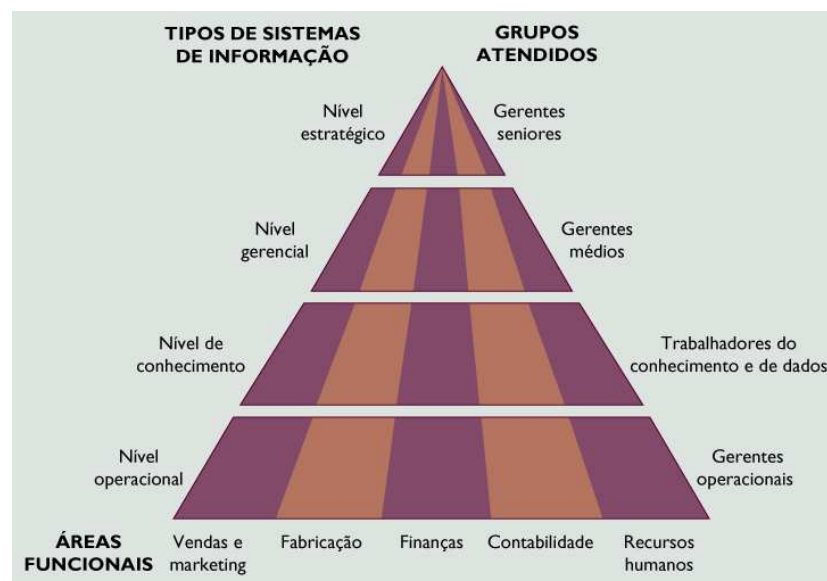 TIPOS DE SISTEMAS
DE INFORMAÇÃO
GRUPOS
ATENDIDOS
Nível
estratégico
Gerentes
seniores
Nível
gerencial
Gerentes
médios
Nível de
conhecimento
Trabalhadores do
conhecimento e de dados
Nível
operacional
Gerentes
operacionais
ÁREAS
FUNCIONAIS
Vendas e
marketing
Fabricação
Finanças
Contabilidade
Recursos
humanos